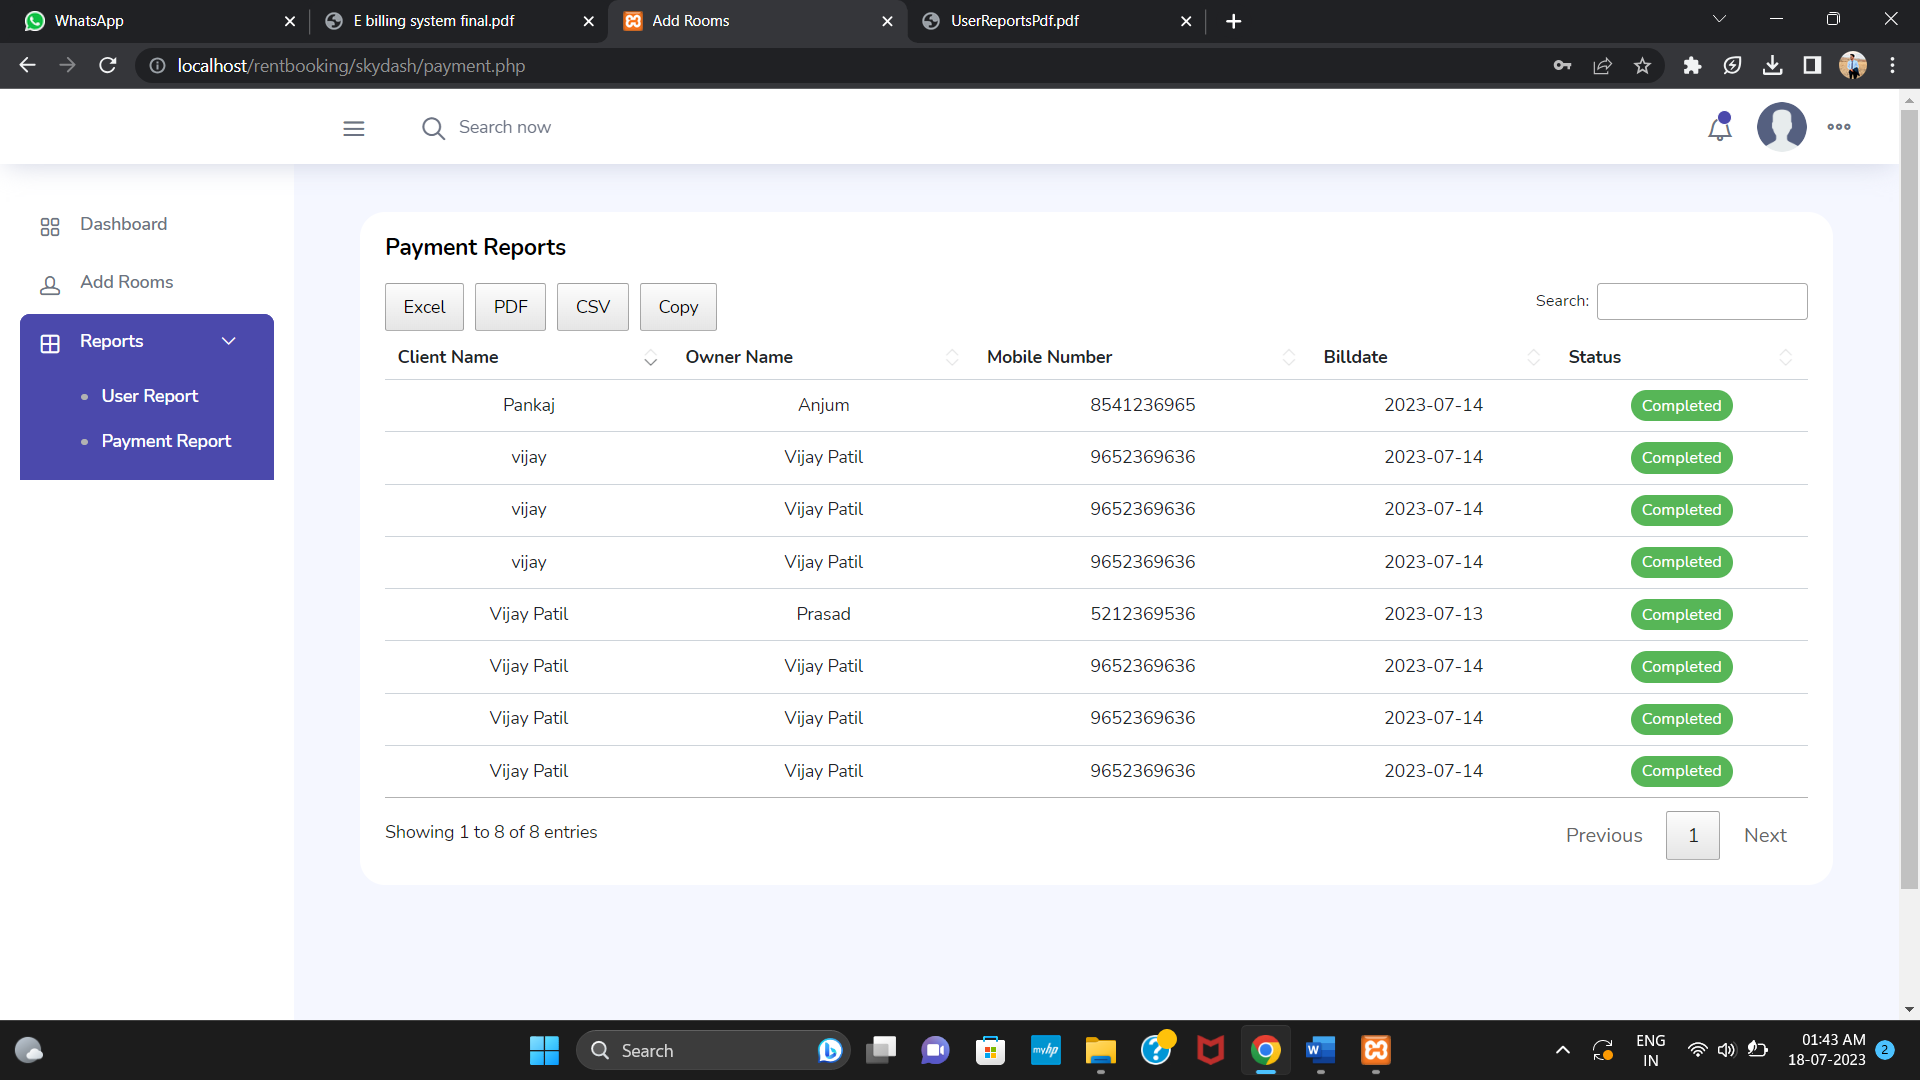 WhatsApp
E billing system final.pdf
Add Rooms
UserReportsPdf.pdf
localhost/rentbooking/skydash/payment.php
Search now
Dashboard
Add Rooms
Reports
User Report
Payment Report
Payment Reports
Excel PDF CSV Copy Search:
Client Name Owner Name Mobile Number Billdate Status
Pankaj Anjum 8541236965 2023-07-14 Completed
vijay Vijay Patil 9652369636 2023-07-14 Completed
vijay Vijay Patil 9652369636 2023-07-14 Completed
vijay Vijay Patil 9652369636 2023-07-14 Completed
Vijay Patil Prasad 5212369536 2023-07-13 Completed
Vijay Patil Vijay Patil 9652369636 2023-07-14 Completed
Vijay Patil Vijay Patil 9652369636 2023-07-14 Completed
Vijay Patil Vijay Patil 9652369636 2023-07-14 Completed
Showing 1 to 8 of 8 entries
Previous 1 Next
Search
myhp
W
ENG
IN
01:43 AM
18-07-2023
2